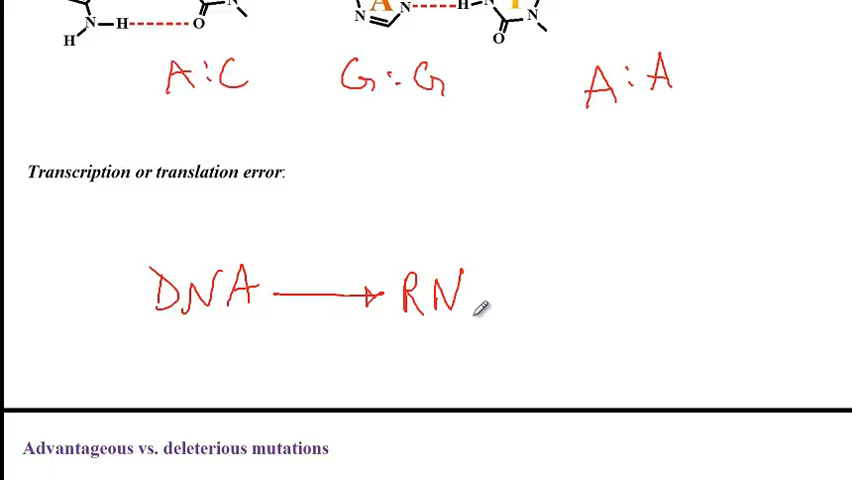 N H O N N A N H N T N
H O
A:C G:G A:A
Transcription or translation error:
DNA → RN
Advantageous vs. deleterious mutations